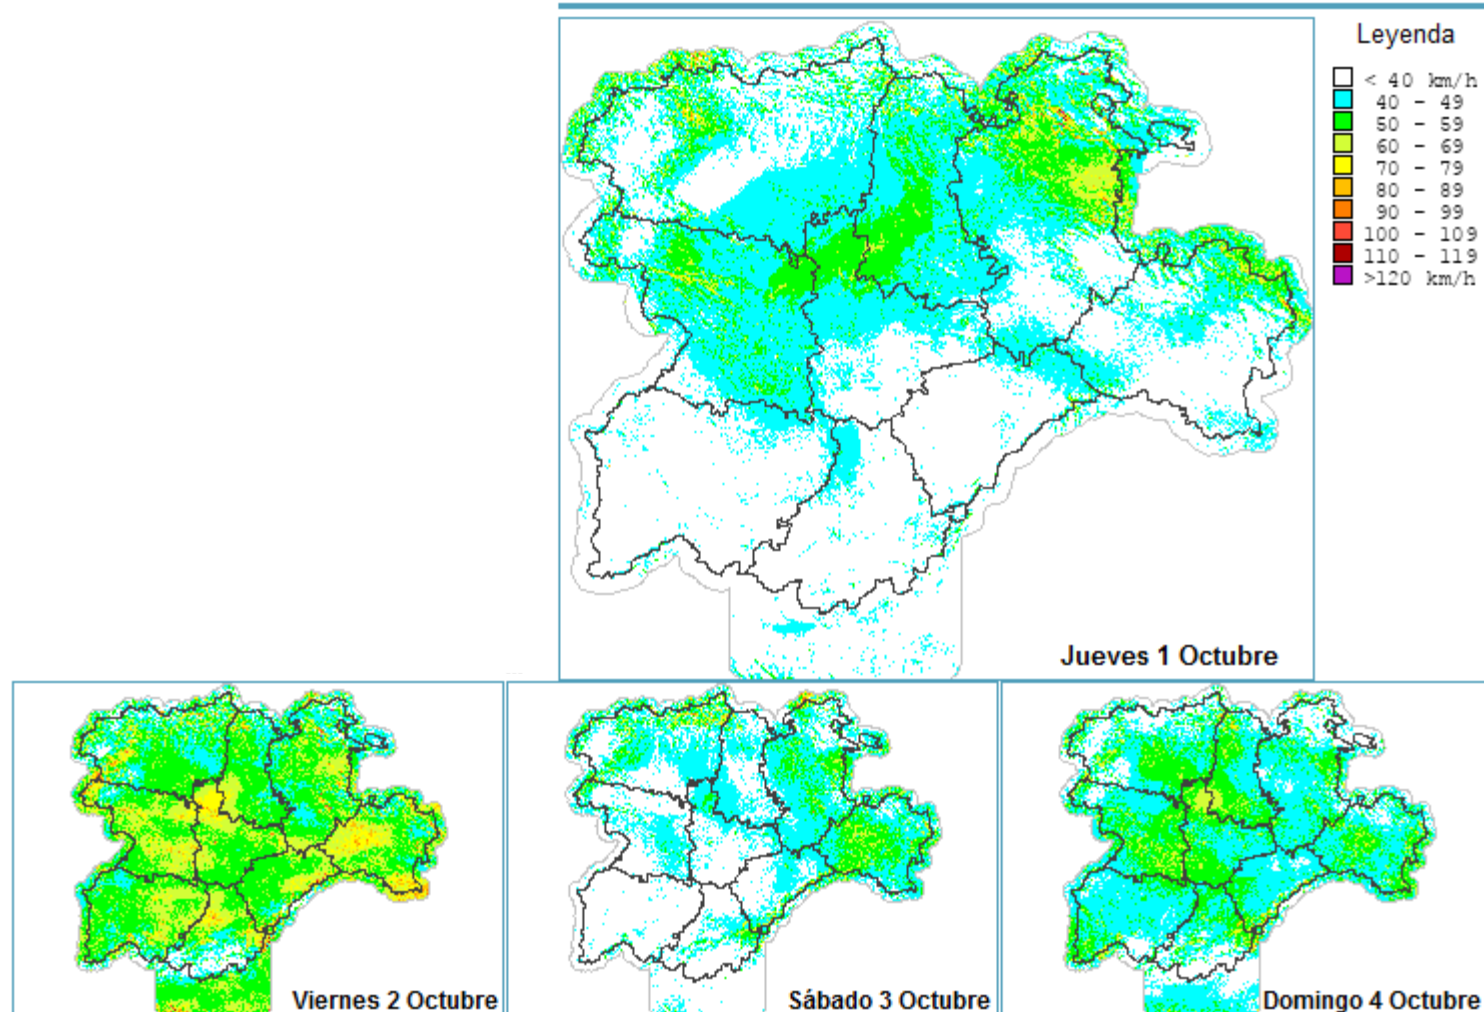 Leyenda
< 40 km/h
40 - 49
50 - 59
60 - 69
70 - 79
80 - 89
90 - 99
100 - 109
110 - 119
>120 km/h
Jueves 1 Octubre
Viernes 2 Octubre
Sábado 3 Octubre
Domingo 4 Octubre